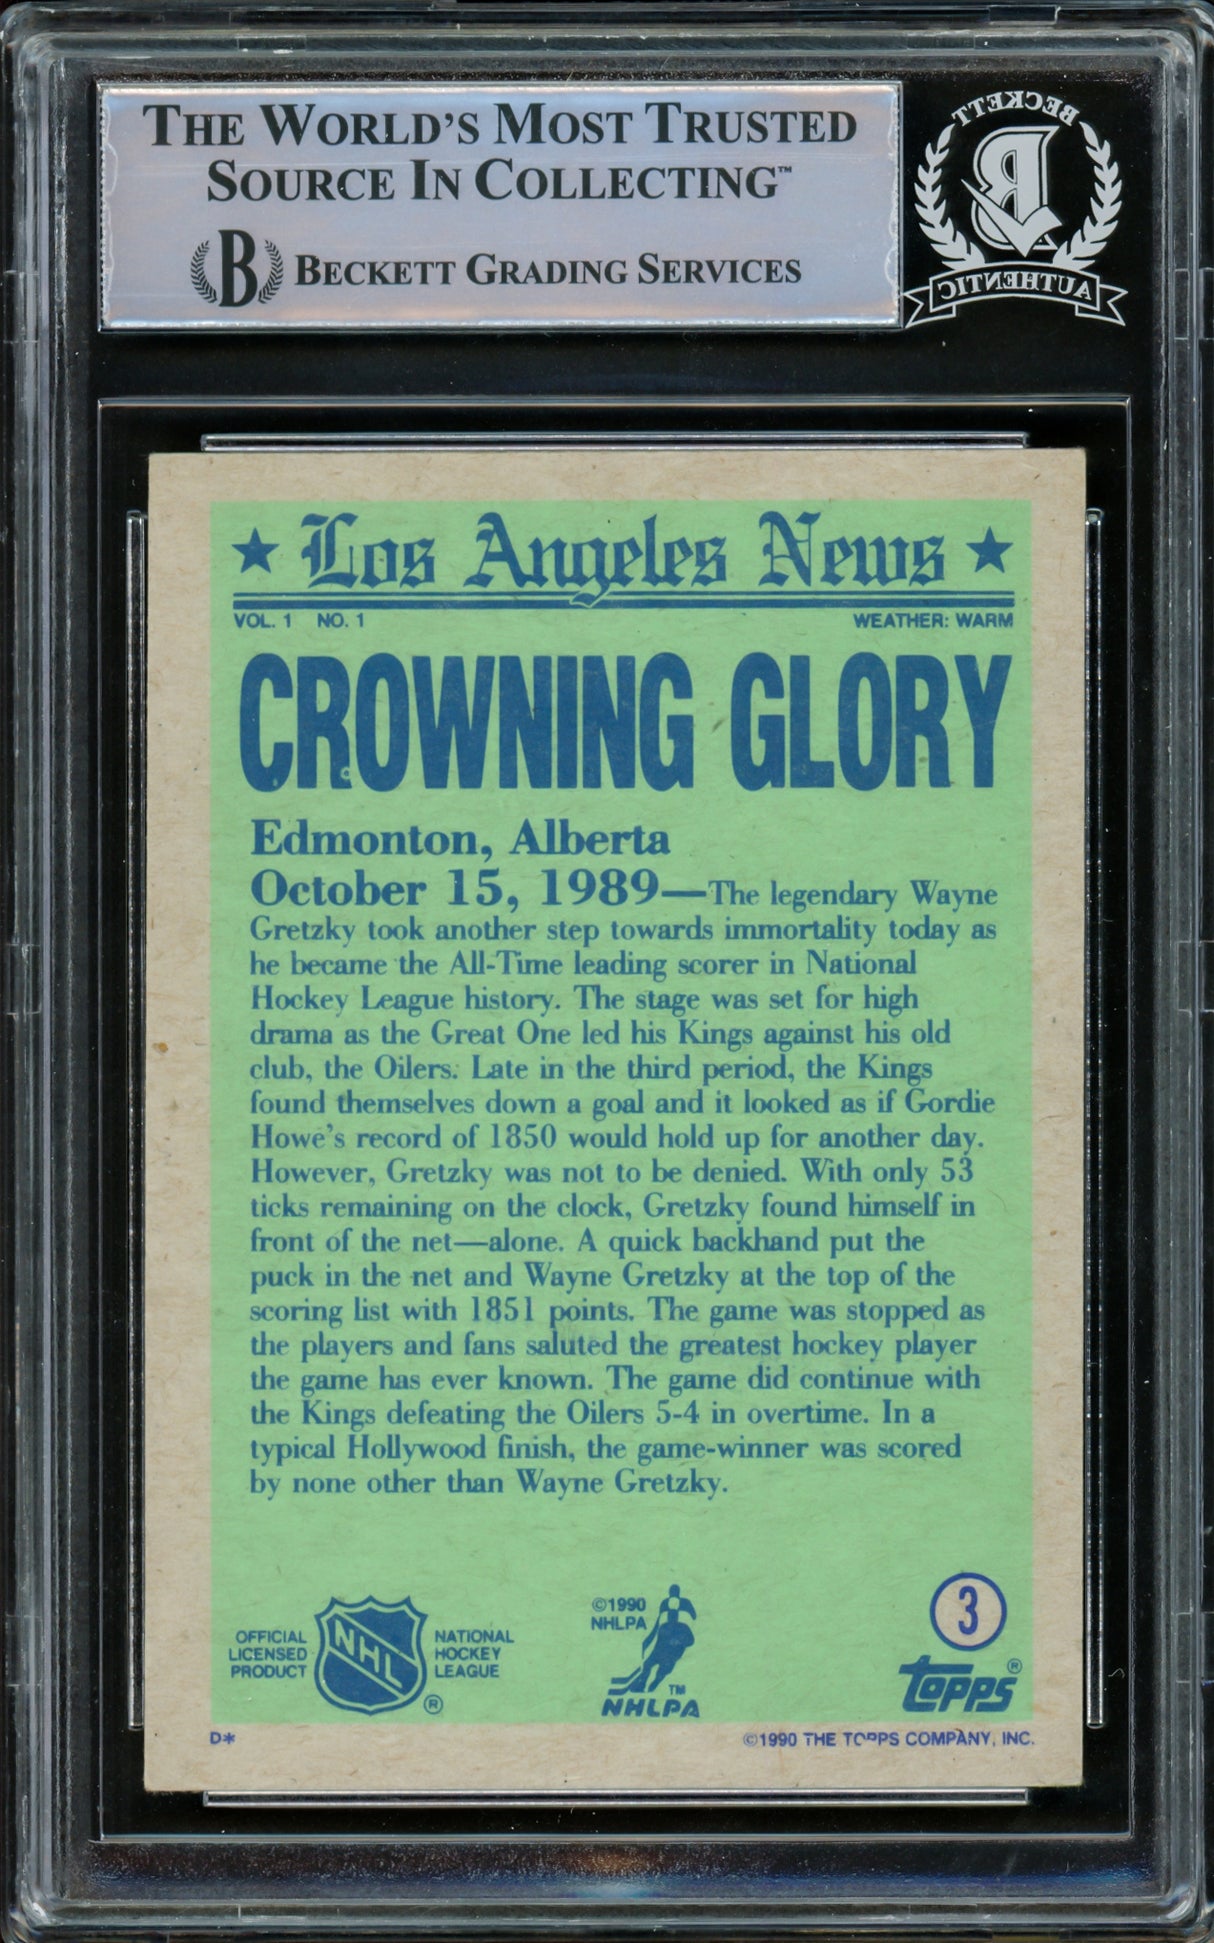 THE WORLD'S MOST TRUSTED
SOURCE IN COLLECTING™
B BECKETT GRADING SERVICES
BECKETT
B
AUTHENTIC
★ Los Angeles News ★
VOL. 1 NO. 1 WEATHER: WARM
CROWNING GLORY
Edmonton, Alberta
October 15, 1989—The legendary Wayne
Gretzky took another step towards immortality today as
he became the All-Time leading scorer in National
Hockey League history. The stage was set for high
drama as the Great One led his Kings against his old
club, the Oilers. Late in the third period, the Kings
found themselves down a goal and it looked as if Gordie
Howe's record of 1850 would hold up for another day.
However, Gretzky was not to be denied. With only 53
ticks remaining on the clock, Gretzky found himself in
front of the net—alone. A quick backhand put the
puck in the net and Wayne Gretzky at the top of the
scoring list with 1851 points. The game was stopped as
the players and fans saluted the greatest hockey player
the game has ever known. The game did continue with
the Kings defeating the Oilers 5-4 in overtime. In a
typical Hollywood finish, the game-winner was scored
by none other than Wayne Gretzky.
OFFICIAL
LICENSED
PRODUCT
NHL
®
NATIONAL
HOCKEY
LEAGUE
©1990
NHLPA
TM
NHLPA
3
topps®
D* ©1990 THE TOPPS COMPANY, INC.